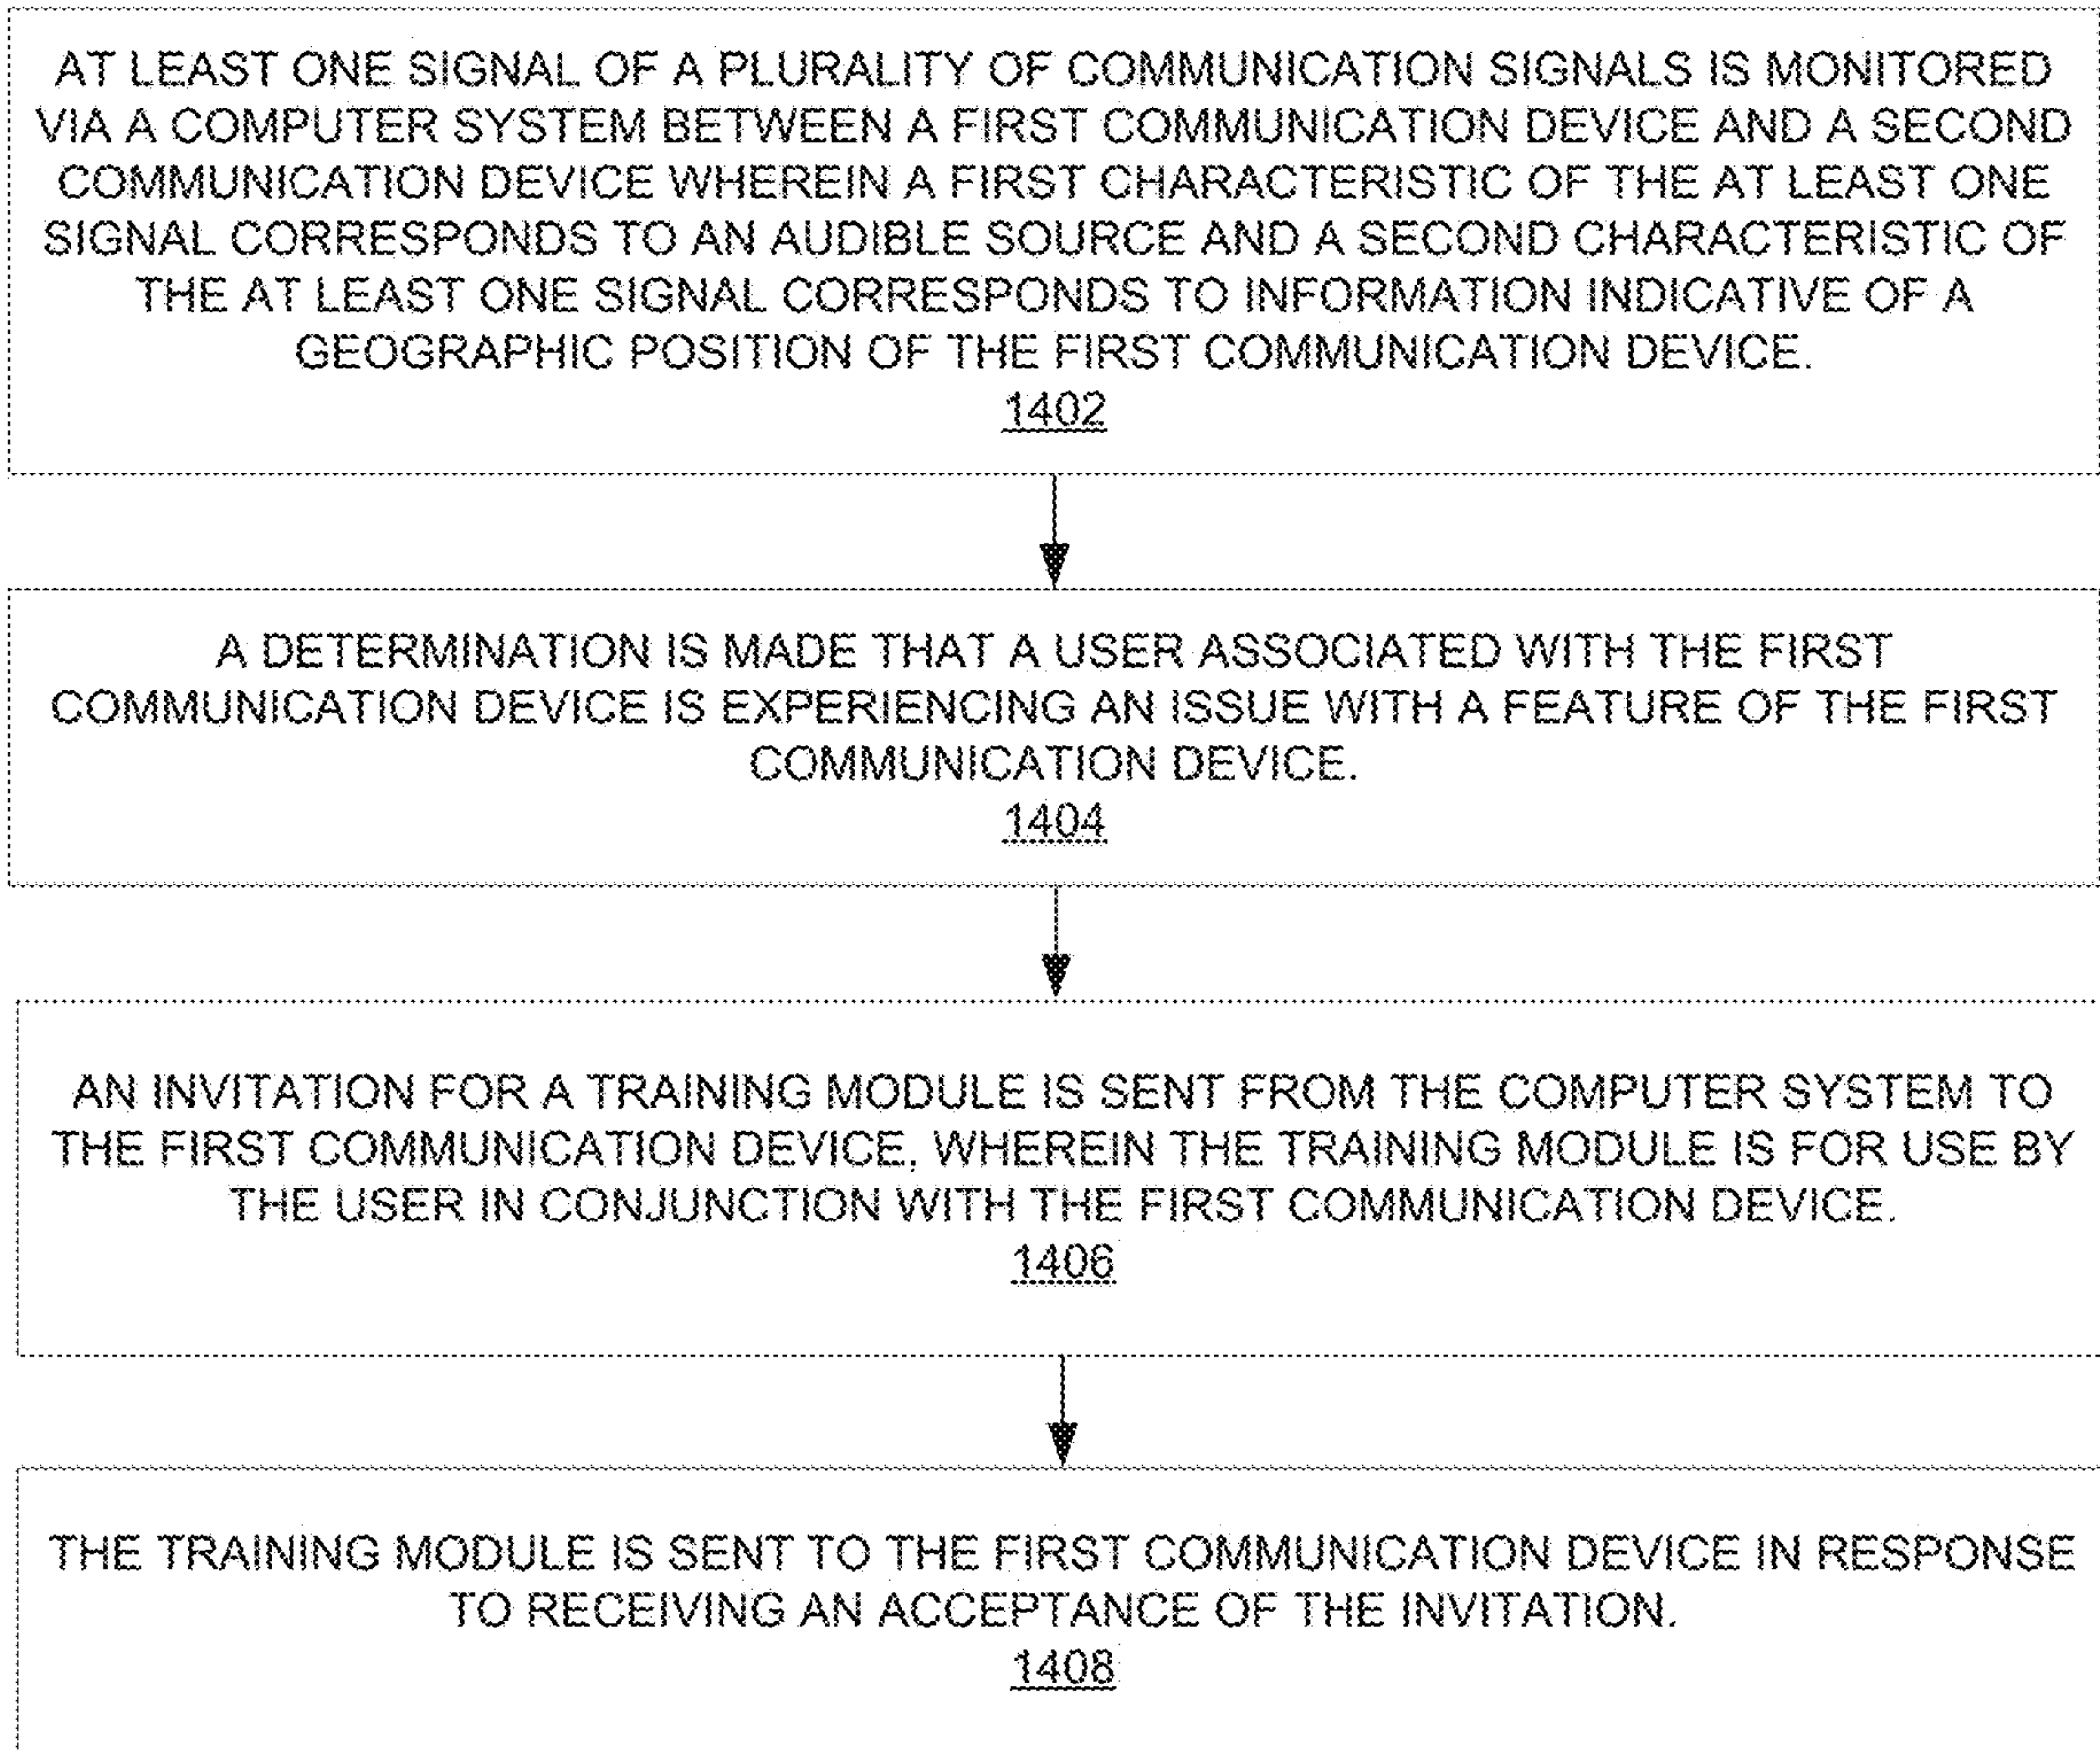 AT LEAST ONE SIGNAL OF A PLURALITY OF COMMUNICATION SIGNALS IS MONITORED
VIA A COMPUTER SYSTEM BETWEEN A FIRST COMMUNICATION DEVICE AND A SECOND
COMMUNICATION DEVICE WHEREIN A FIRST CHARACTERISTIC OF THE AT LEAST ONE
SIGNAL CORRESPONDS TO AN AUDIBLE SOURCE AND A SECOND CHARACTERISTIC OF
THE AT LEAST ONE SIGNAL CORRESPONDS TO INFORMATION INDICATIVE OF A
GEOGRAPHIC POSITION OF THE FIRST COMMUNICATION DEVICE.
1402
A DETERMINATION IS MADE THAT A USER ASSOCIATED WITH THE FIRST
COMMUNICATION DEVICE IS EXPERIENCING AN ISSUE WITH A FEATURE OF THE FIRST
COMMUNICATION DEVICE.
1404
AN INVITATION FOR A TRAINING MODULE IS SENT FROM THE COMPUTER SYSTEM TO
THE FIRST COMMUNICATION DEVICE, WHEREIN THE TRAINING MODULE IS FOR USE BY
THE USER IN CONJUNCTION WITH THE FIRST COMMUNICATION DEVICE.
1406
THE TRAINING MODULE IS SENT TO THE FIRST COMMUNICATION DEVICE IN RESPONSE
TO RECEIVING AN ACCEPTANCE OF THE INVITATION.
1408